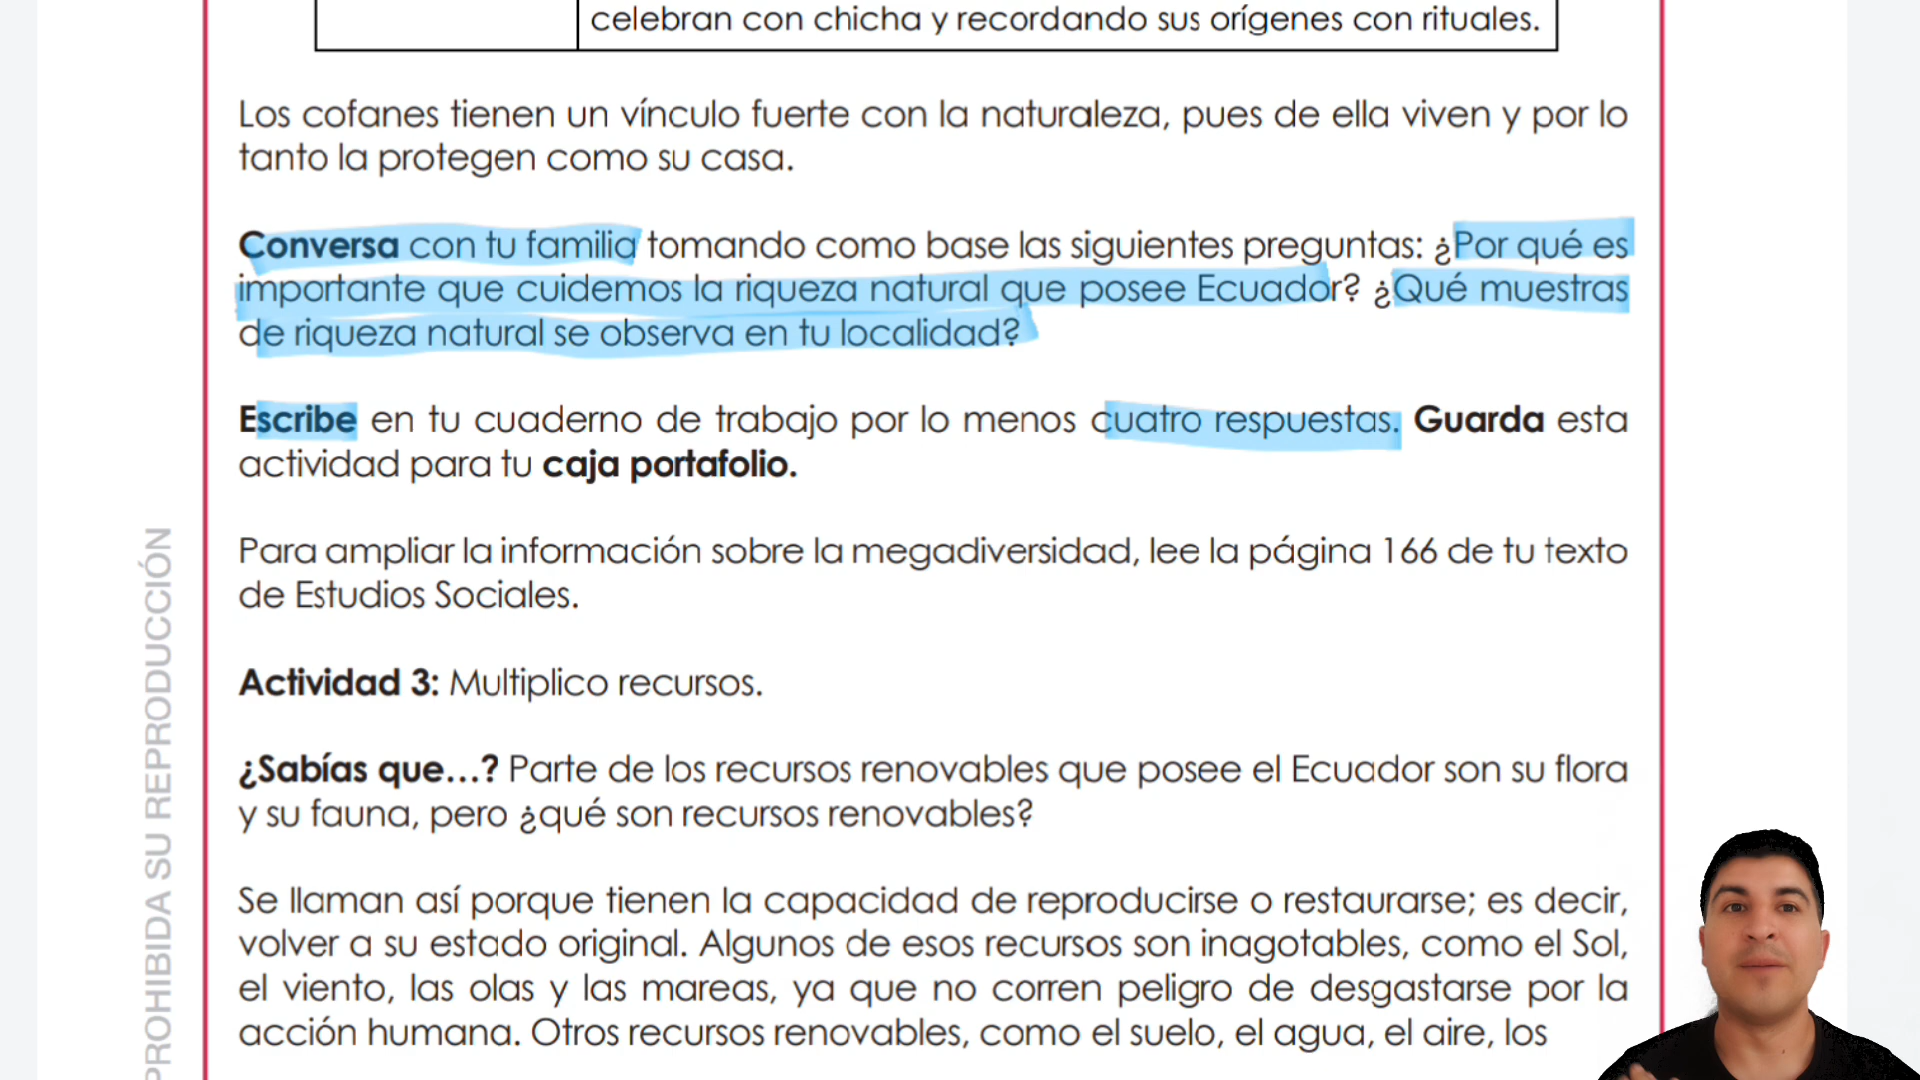 celebran con chicha y recordando sus orígenes con rituales.
Los cofanes tienen un vínculo fuerte con la naturaleza, pues de ella viven y por lo
tanto la protegen como su casa.
Conversa con tu familia tomando como base las siguientes preguntas: ¿Por qué es
importante que cuidemos la riqueza natural que posee Ecuador? ¿Qué muestras
de riqueza natural se observa en tu localidad?
Escribe en tu cuaderno de trabajo por lo menos cuatro respuestas. Guarda esta
actividad para tu caja portafolio.
Para ampliar la información sobre la megadiversidad, lee la página 166 de tu texto
de Estudios Sociales.
Actividad 3: Multiplico recursos.
¿Sabías que...? Parte de los recursos renovables que posee el Ecuador son su flora
y su fauna, pero ¿qué son recursos renovables?
Se llaman así porque tienen la capacidad de reproducirse o restaurarse; es decir,
volver a su estado original. Algunos de esos recursos son inagotables, como el Sol,
el viento, las olas y las mareas, ya que no corren peligro de desgastarse por la
acción humana. Otros recursos renovables, como el suelo, el agua, el aire, los
PROHIBIDA SU REPRODUCCIÓN